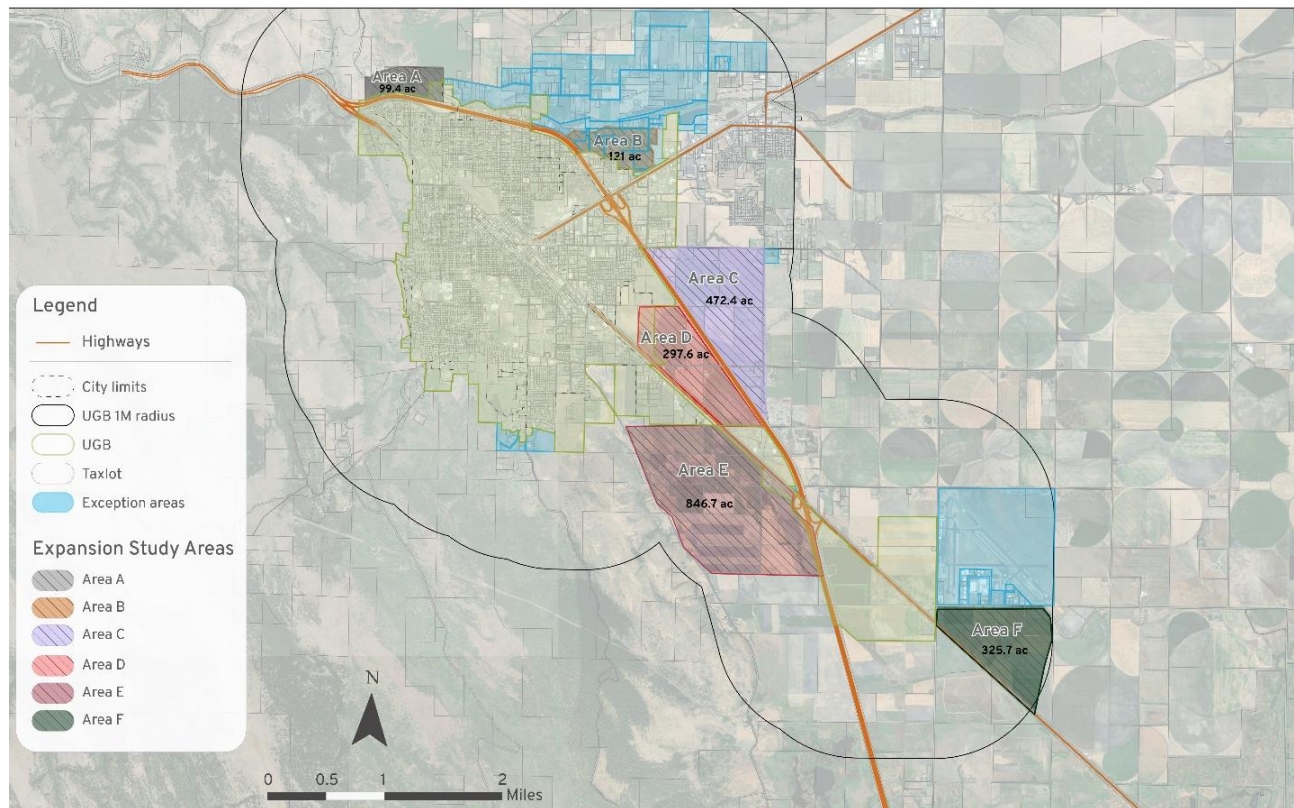 Area A
99.4 ac
Area B
121 ac
Area C
472.4 ac
Area D
297.6 ac
Area E
846.7 ac
Area F
325.7 ac
Legend
Highways
City limits
UGB 1M radius
UGB
Taxlot
Exception areas
Expansion Study Areas
Area A
Area B
Area C
Area D
Area E
Area F
N
0 0.5 1 2
Miles